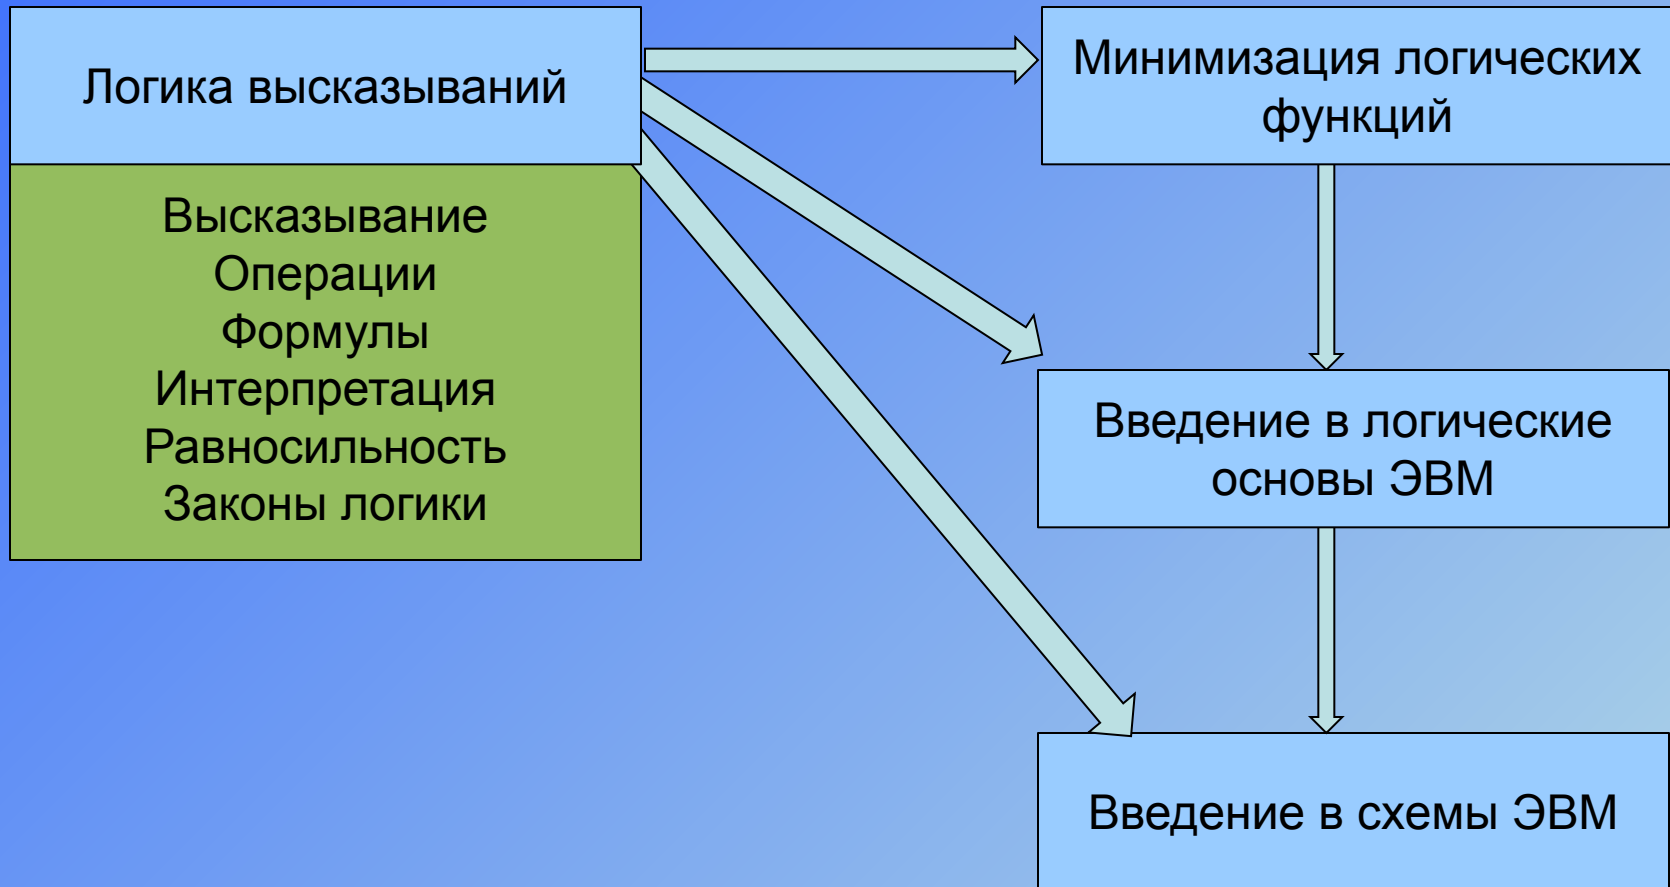 Логика высказываний
Высказывание
Операции
Формулы
Интерпретация
Равносильность
Законы логики
Минимизация логических
функций
Введение в логические
основы ЭВМ
Введение в схемы ЭВМ